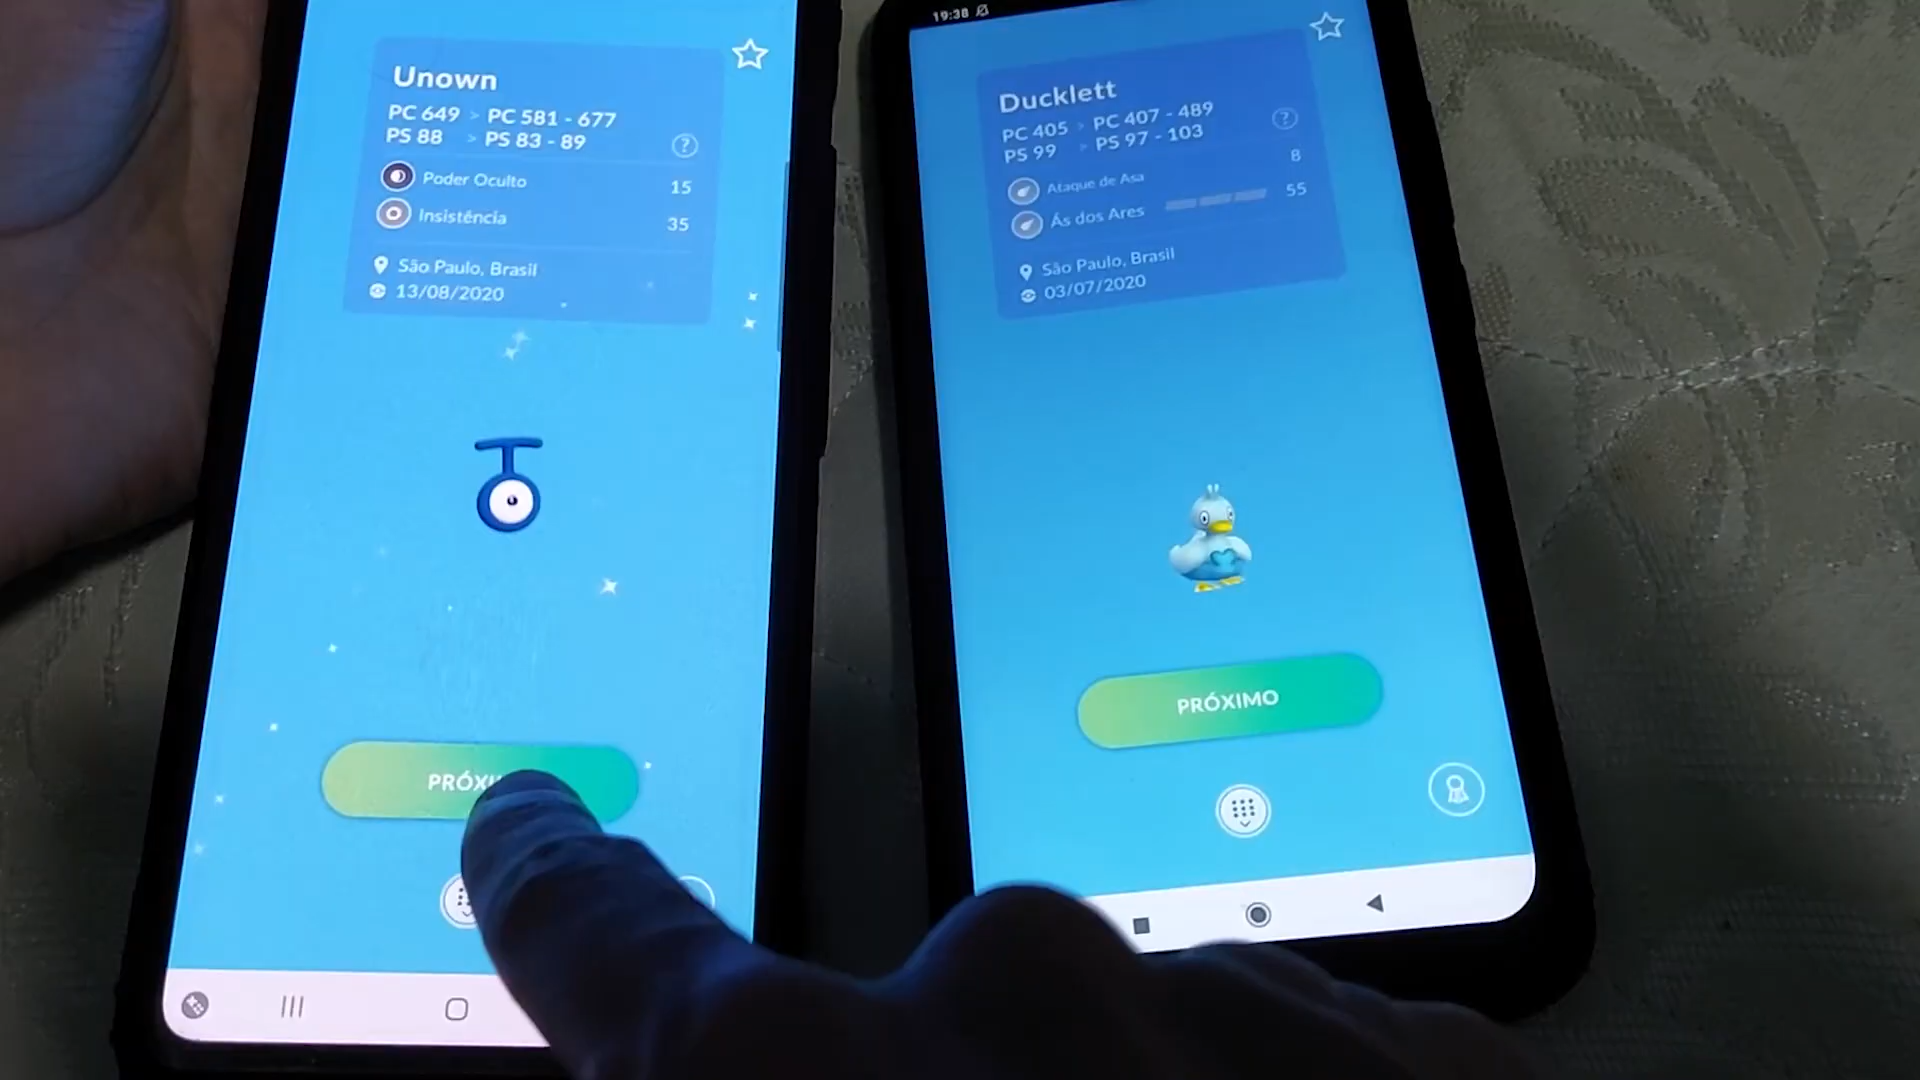 Unown
PC 649 > PC 581 - 677
PS 88 > PS 83 - 89
?
Poder Oculto 15
Insistência 35
São Paulo, Brasil
13/08/2020
PRÓXI
19:38
Ducklett
PC 405 > PC 407 - 489
PS 99 > PS 97 - 103
?
Ataque de Asa 8
Ás dos Ares 55
São Paulo, Brasil
03/07/2020
PRÓXIMO